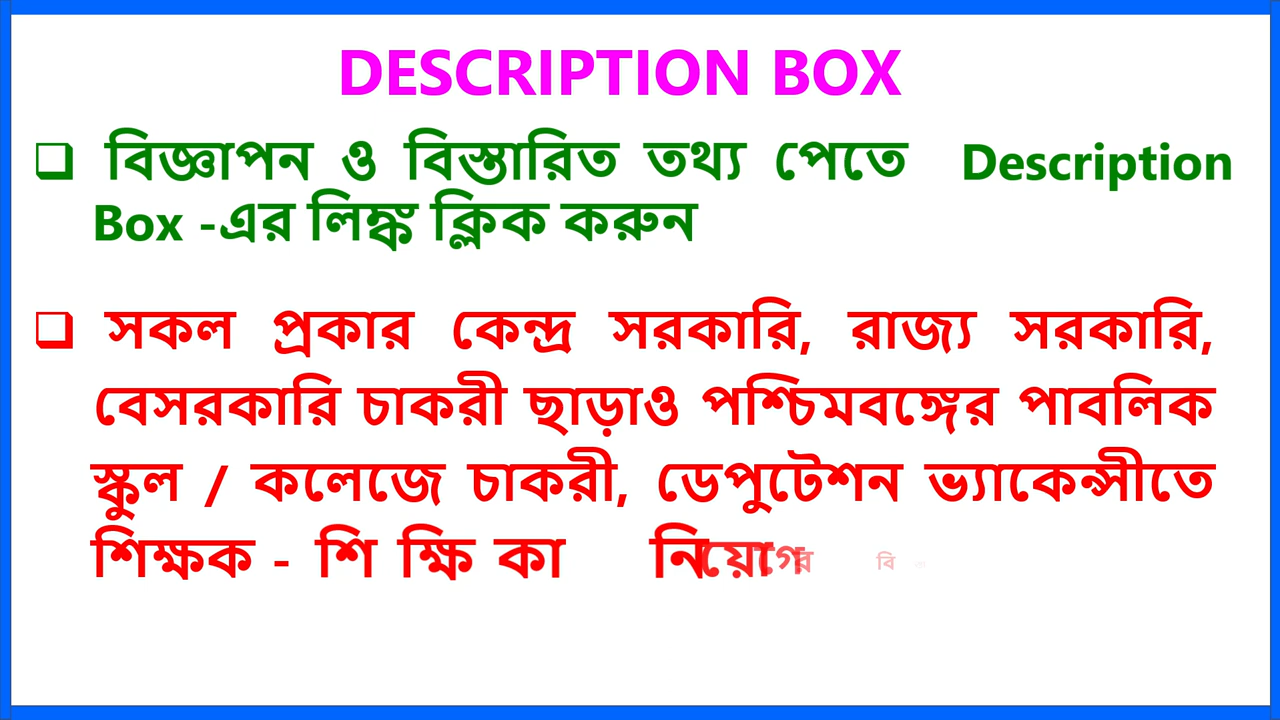 DESCRIPTION BOX
❑ বিজ্ঞাপন ও বিস্তারিত তথ্য পেতে Description
Box -এর লিঙ্ক ক্লিক করুন
❑ সকল প্রকার কেন্দ্র সরকারি, রাজ্য সরকারি,
বেসরকারি চাকরী ছাড়াও পশ্চিমবঙ্গের পাবলিক
স্কুল / কলেজে চাকরী, ডেপুটেশন ভ্যাকেন্সীতে
শিক্ষক - শিক্ষিকা নিয়োগের বি